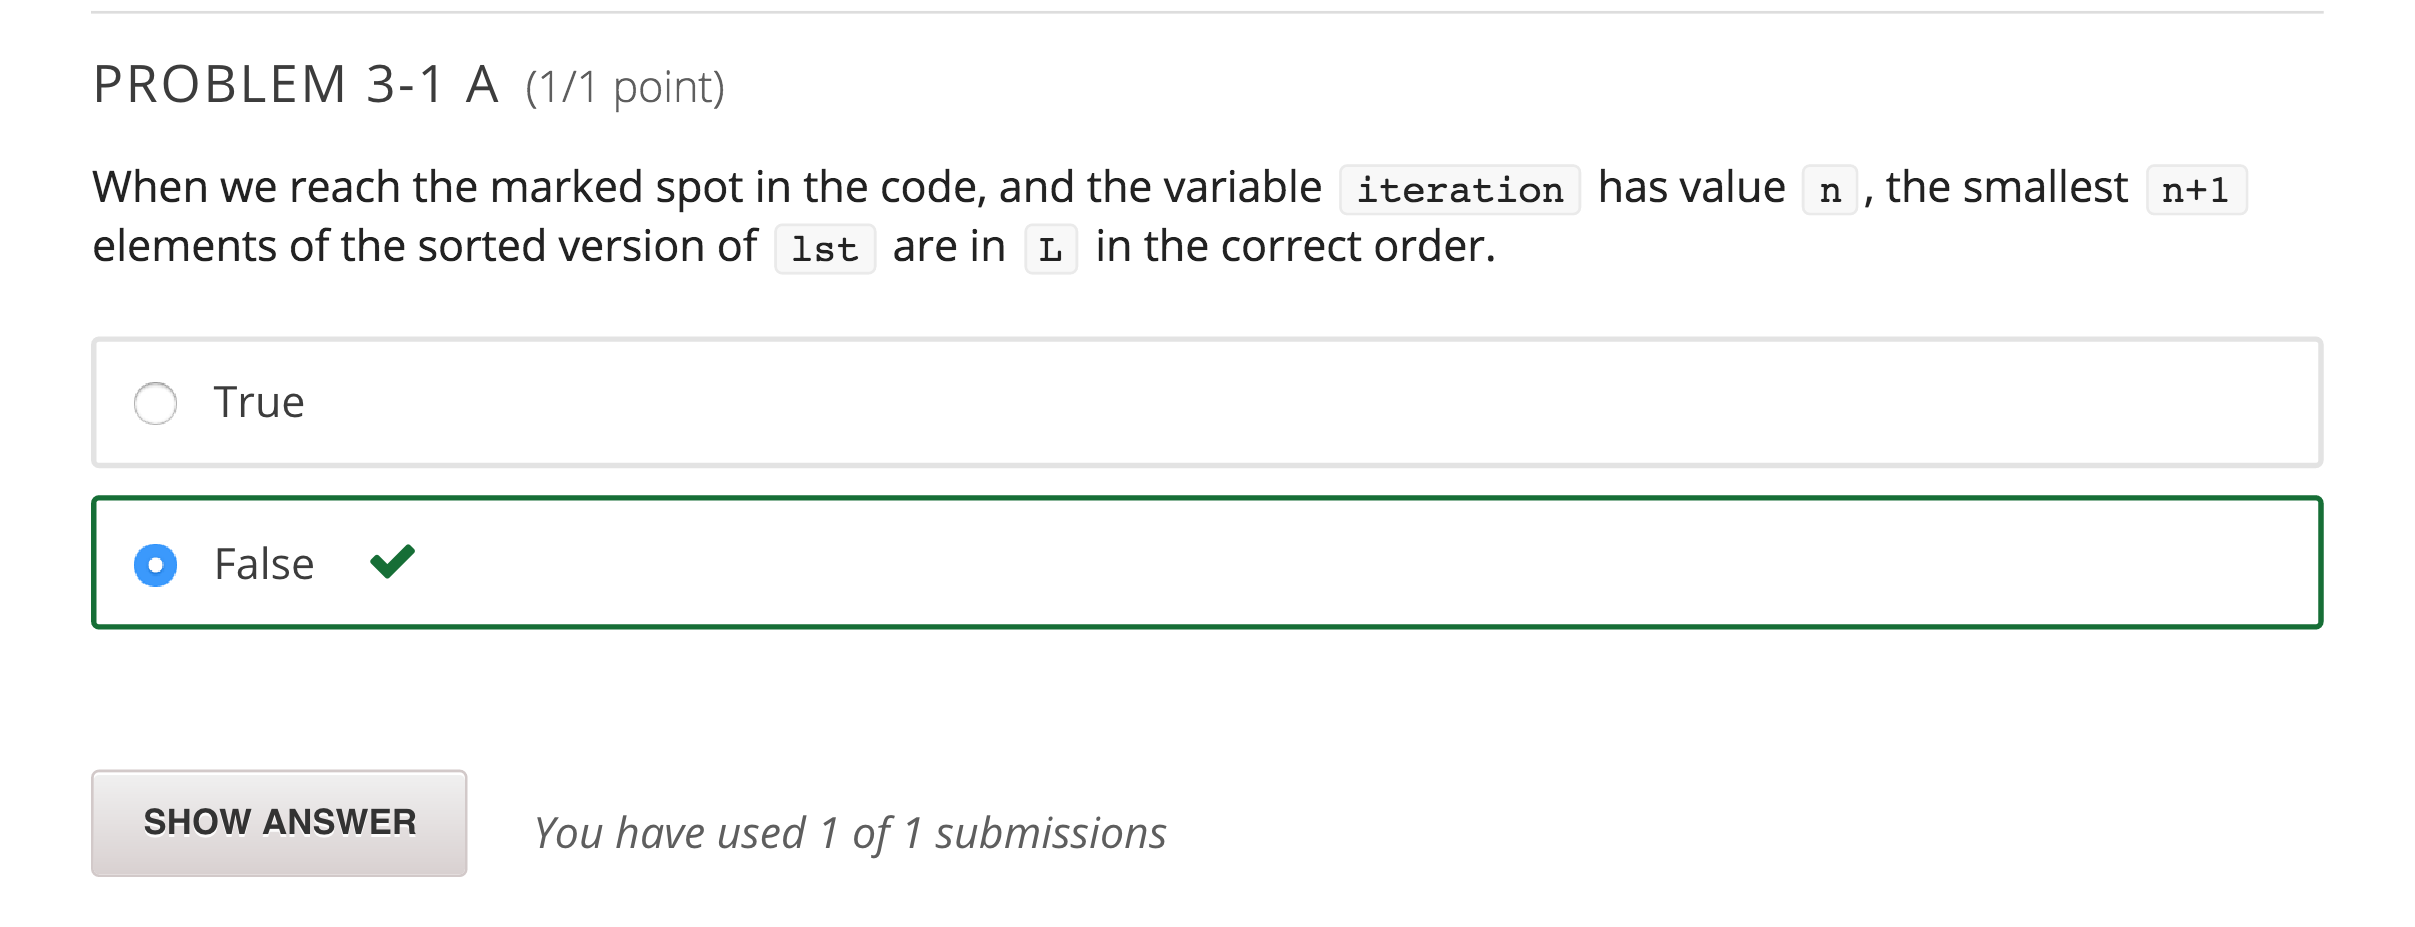 PROBLEM 3-1 A (1/1 point)
When we reach the marked spot in the code, and the variable iteration has value n , the smallest n+1
elements of the sorted version of lst are in L in the correct order.
True
False
SHOW ANSWER
You have used 1 of 1 submissions